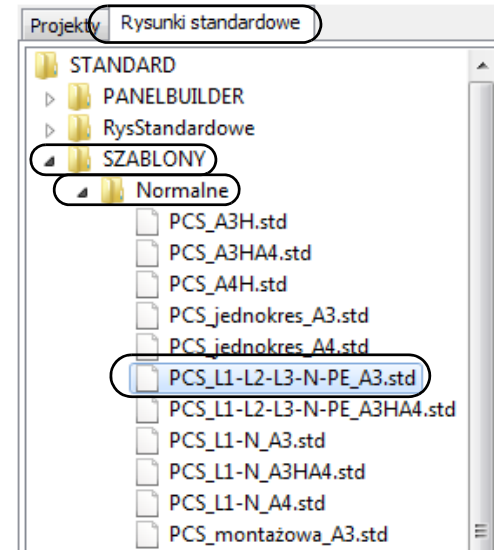 Projekty Rysunki standardowe
STANDARD
PANELBUILDER
RysStandardowe
SZABLONY
Normalne
PCS_A3H.std
PCS_A3HA4.std
PCS_A4H.std
PCS_jednokres_A3.std
PCS_jednokres_A4.std
PCS_L1-L2-L3-N-PE_A3.std
PCS_L1-L2-L3-N-PE_A3HA4.std
PCS_L1-N_A3.std
PCS_L1-N_A3HA4.std
PCS_L1-N_A4.std
PCS_montażowa_A3.std